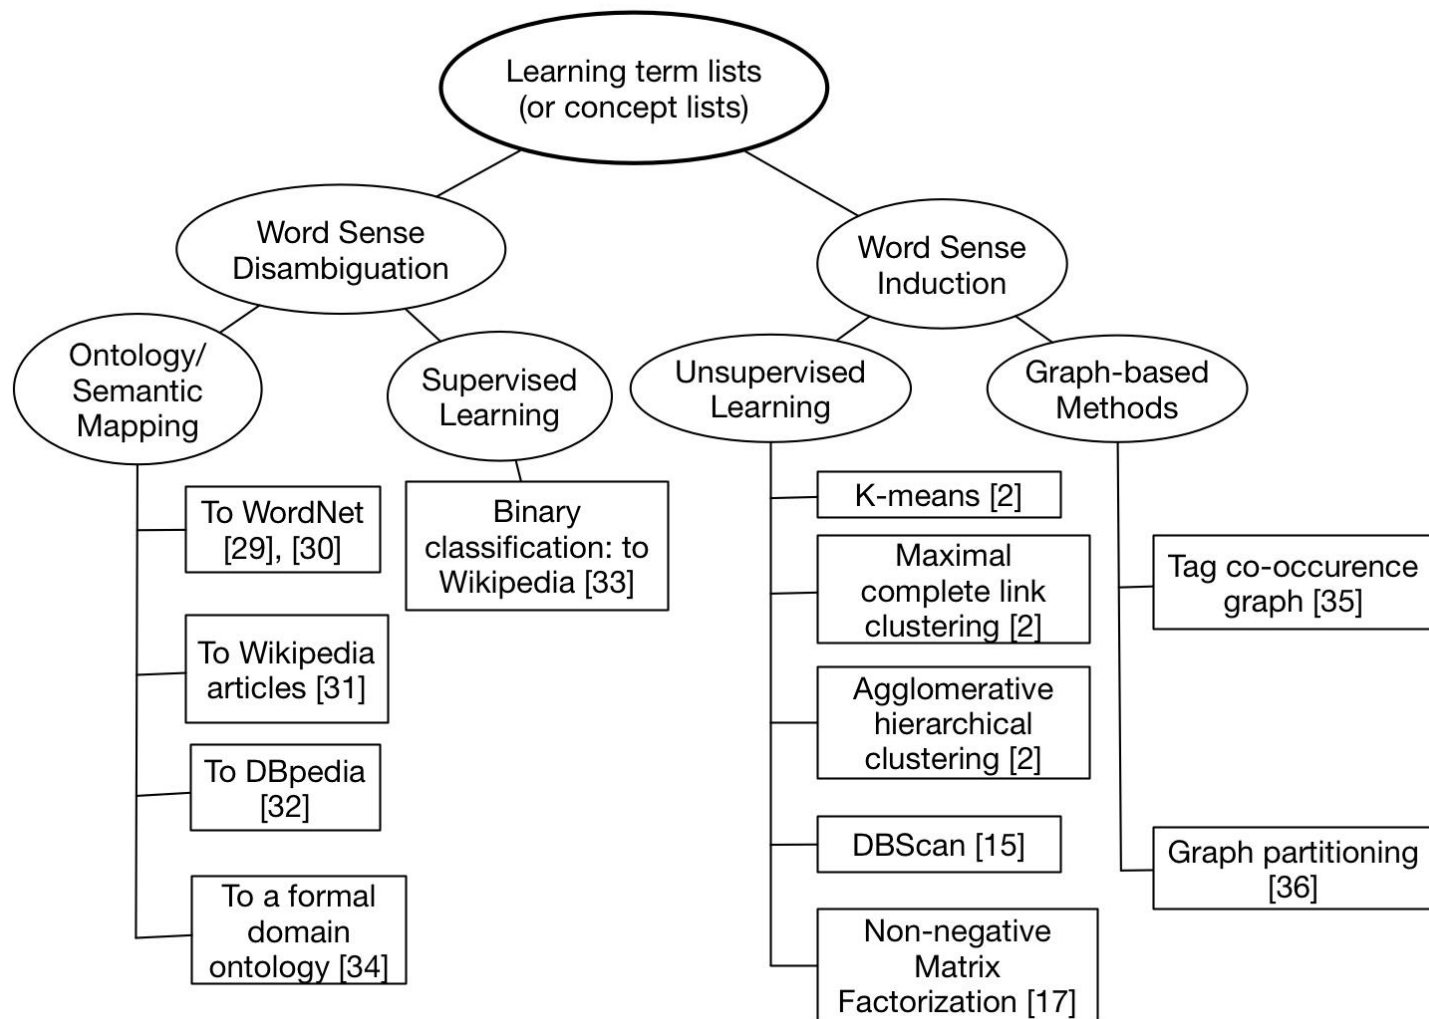 Learning term lists
(or concept lists)
Word Sense
Disambiguation
Word Sense
Induction
Ontology/
Semantic
Mapping
Supervised
Learning
Unsupervised
Learning
Graph-based
Methods
To WordNet
[29], [30]
To Wikipedia
articles [31]
To DBpedia
[32]
To a formal
domain
ontology [34]
Binary
classification: to
Wikipedia [33]
K-means [2]
Maximal
complete link
clustering [2]
Agglomerative
hierarchical
clustering [2]
DBScan [15]
Non-negative
Matrix
Factorization [17]
Tag co-occurence
graph [35]
Graph partitioning
[36]